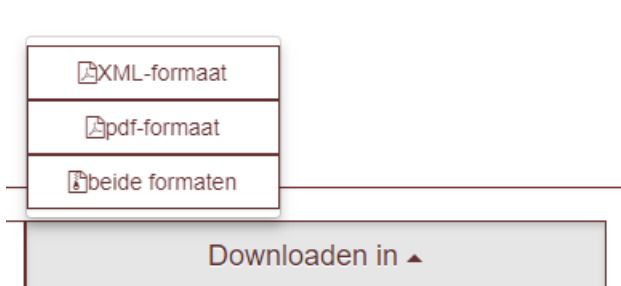 XML-formaat
pdf-formaat
beide formaten
Downloaden in